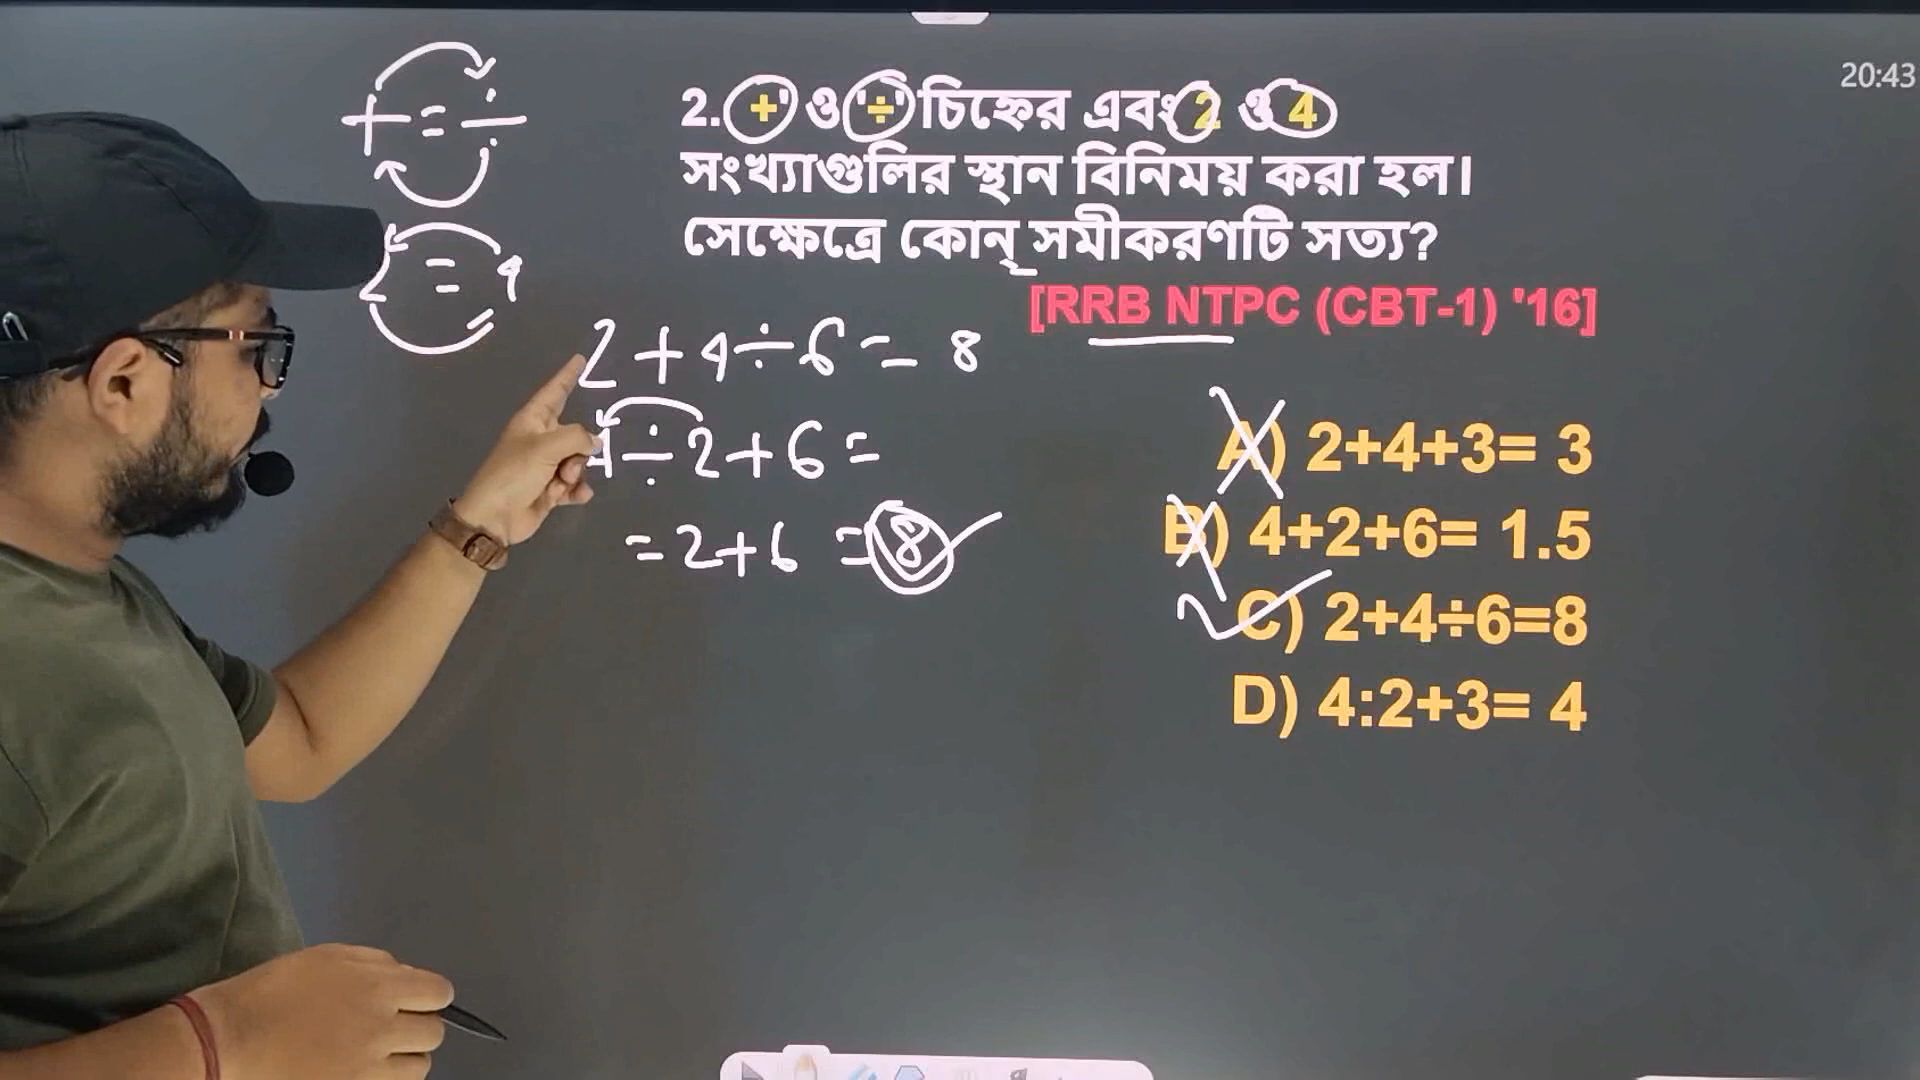 20:43
+ = ÷
2 = 4
2. '+' ও '÷' চিহ্নের এবং 2 ও 4
সংখ্যাগুলির স্থান বিনিময় করা হল।
সেক্ষেত্রে কোন্ সমীকরণটি সত্য?
[RRB NTPC (CBT-1) '16]
2 + 4 ÷ 6 = 8
4 ÷ 2 + 6 =
= 2 + 6 = 8
A) 2+4+3= 3
B) 4+2+6= 1.5
C) 2+4÷6=8
D) 4:2+3= 4